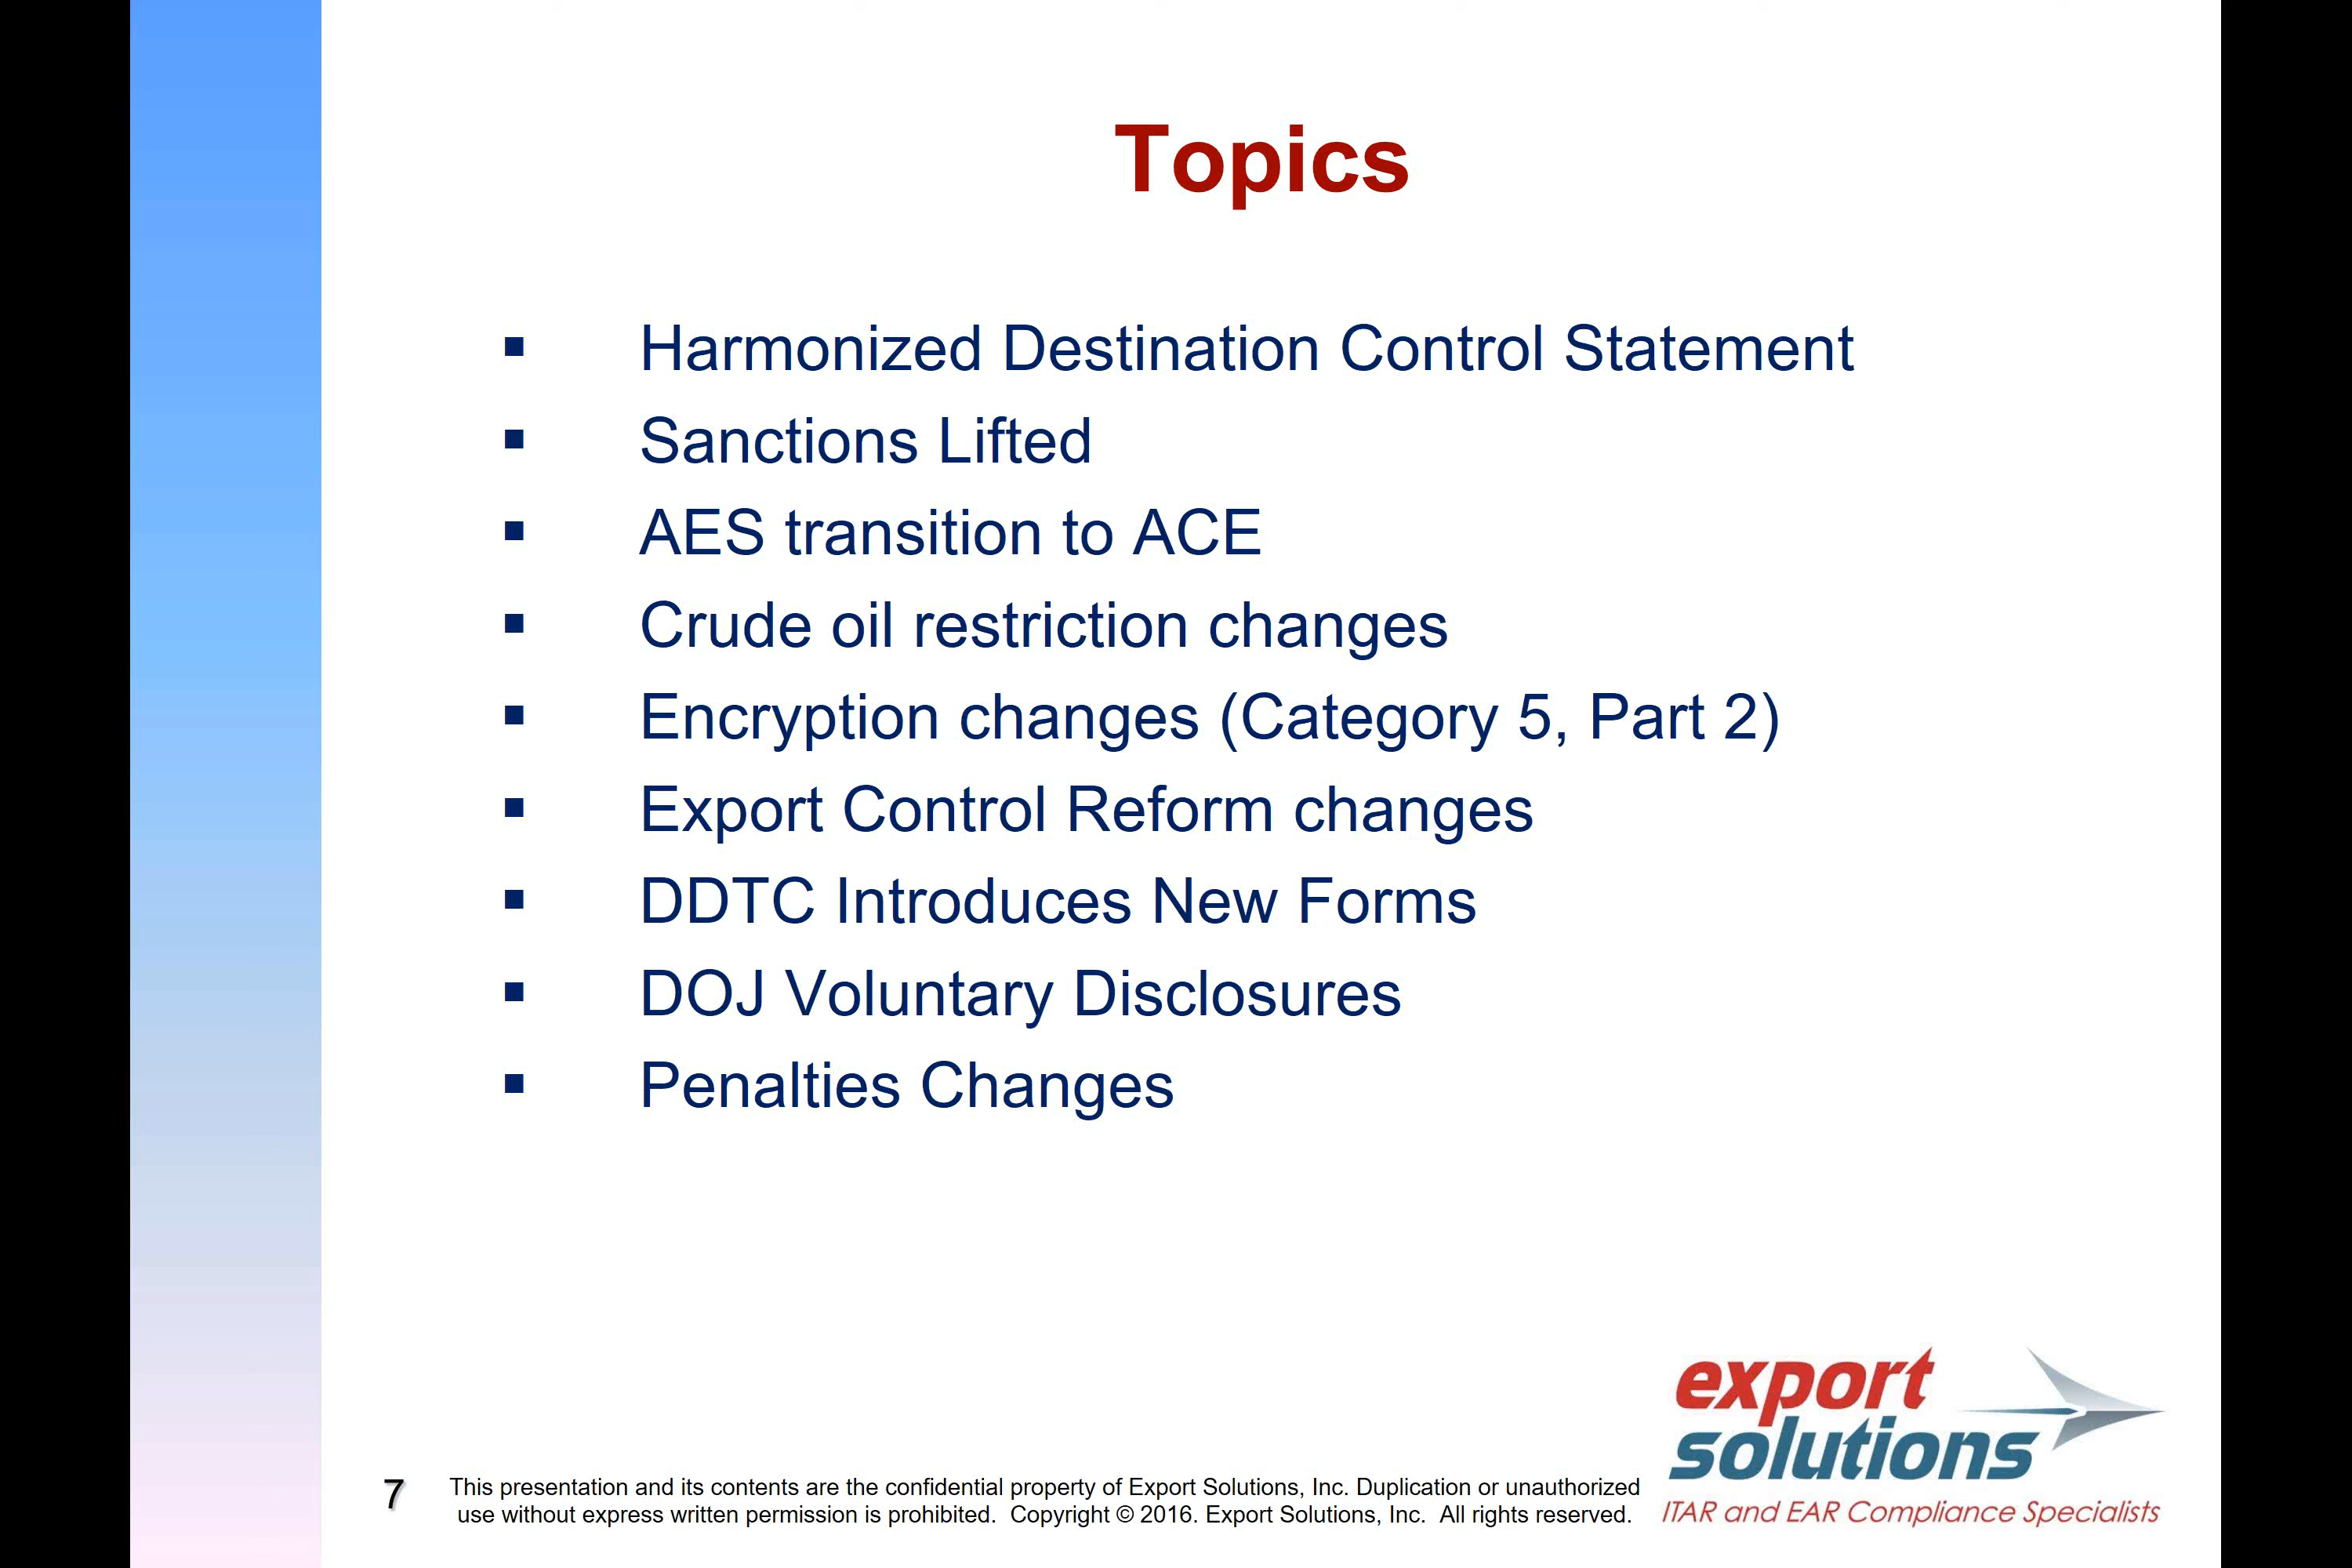 Topics
▪ Harmonized Destination Control Statement
▪ Sanctions Lifted
▪ AES transition to ACE
▪ Crude oil restriction changes
▪ Encryption changes (Category 5, Part 2)
▪ Export Control Reform changes
▪ DDTC Introduces New Forms
▪ DOJ Voluntary Disclosures
▪ Penalties Changes
export
solutions
ITAR and EAR Compliance Specialists
7
This presentation and its contents are the confidential property of Export Solutions, Inc. Duplication or unauthorized
use without express written permission is prohibited.  Copyright © 2016. Export Solutions, Inc.  All rights reserved.